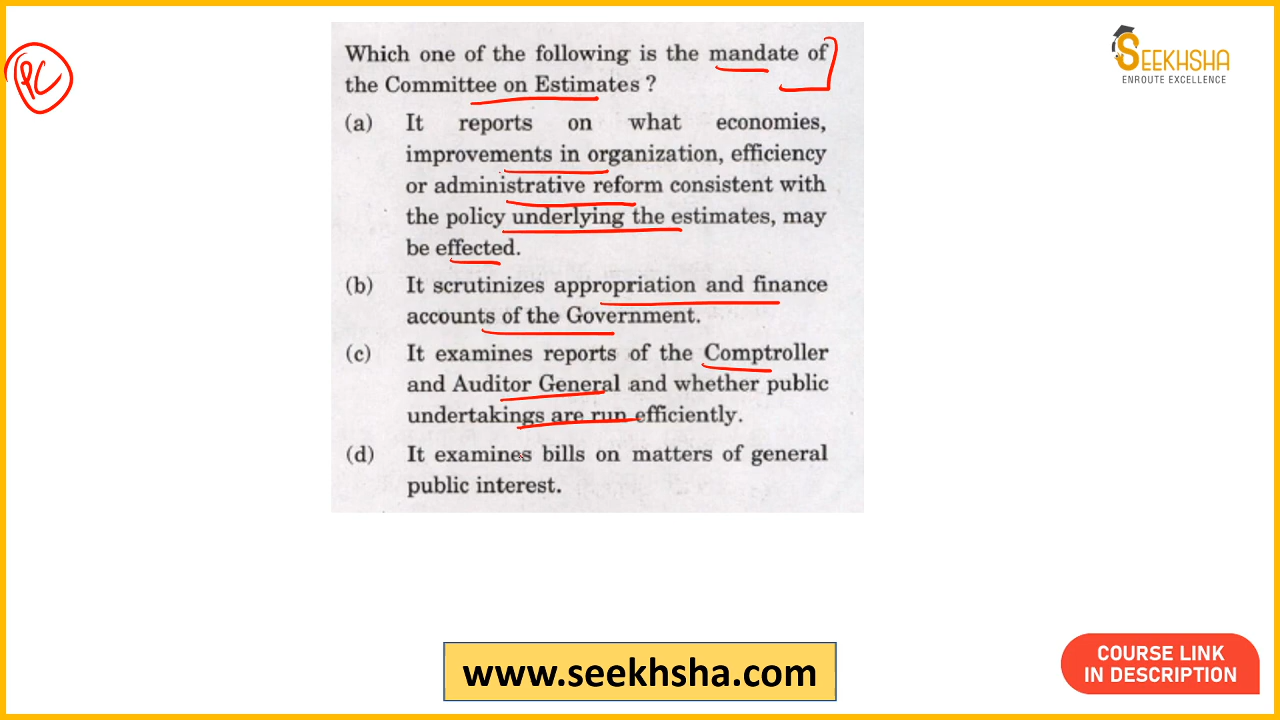 PC
SEEKHSHA
ENROUTE EXCELLENCE
Which one of the following is the mandate of
the Committee on Estimates ?
(a) It reports on what economies,
improvements in organization, efficiency
or administrative reform consistent with
the policy underlying the estimates, may
be effected.
(b) It scrutinizes appropriation and finance
accounts of the Government.
(c) It examines reports of the Comptroller
and Auditor General and whether public
undertakings are run efficiently.
(d) It examines bills on matters of general
public interest.
www.seekhsha.com
COURSE LINK
IN DESCRIPTION